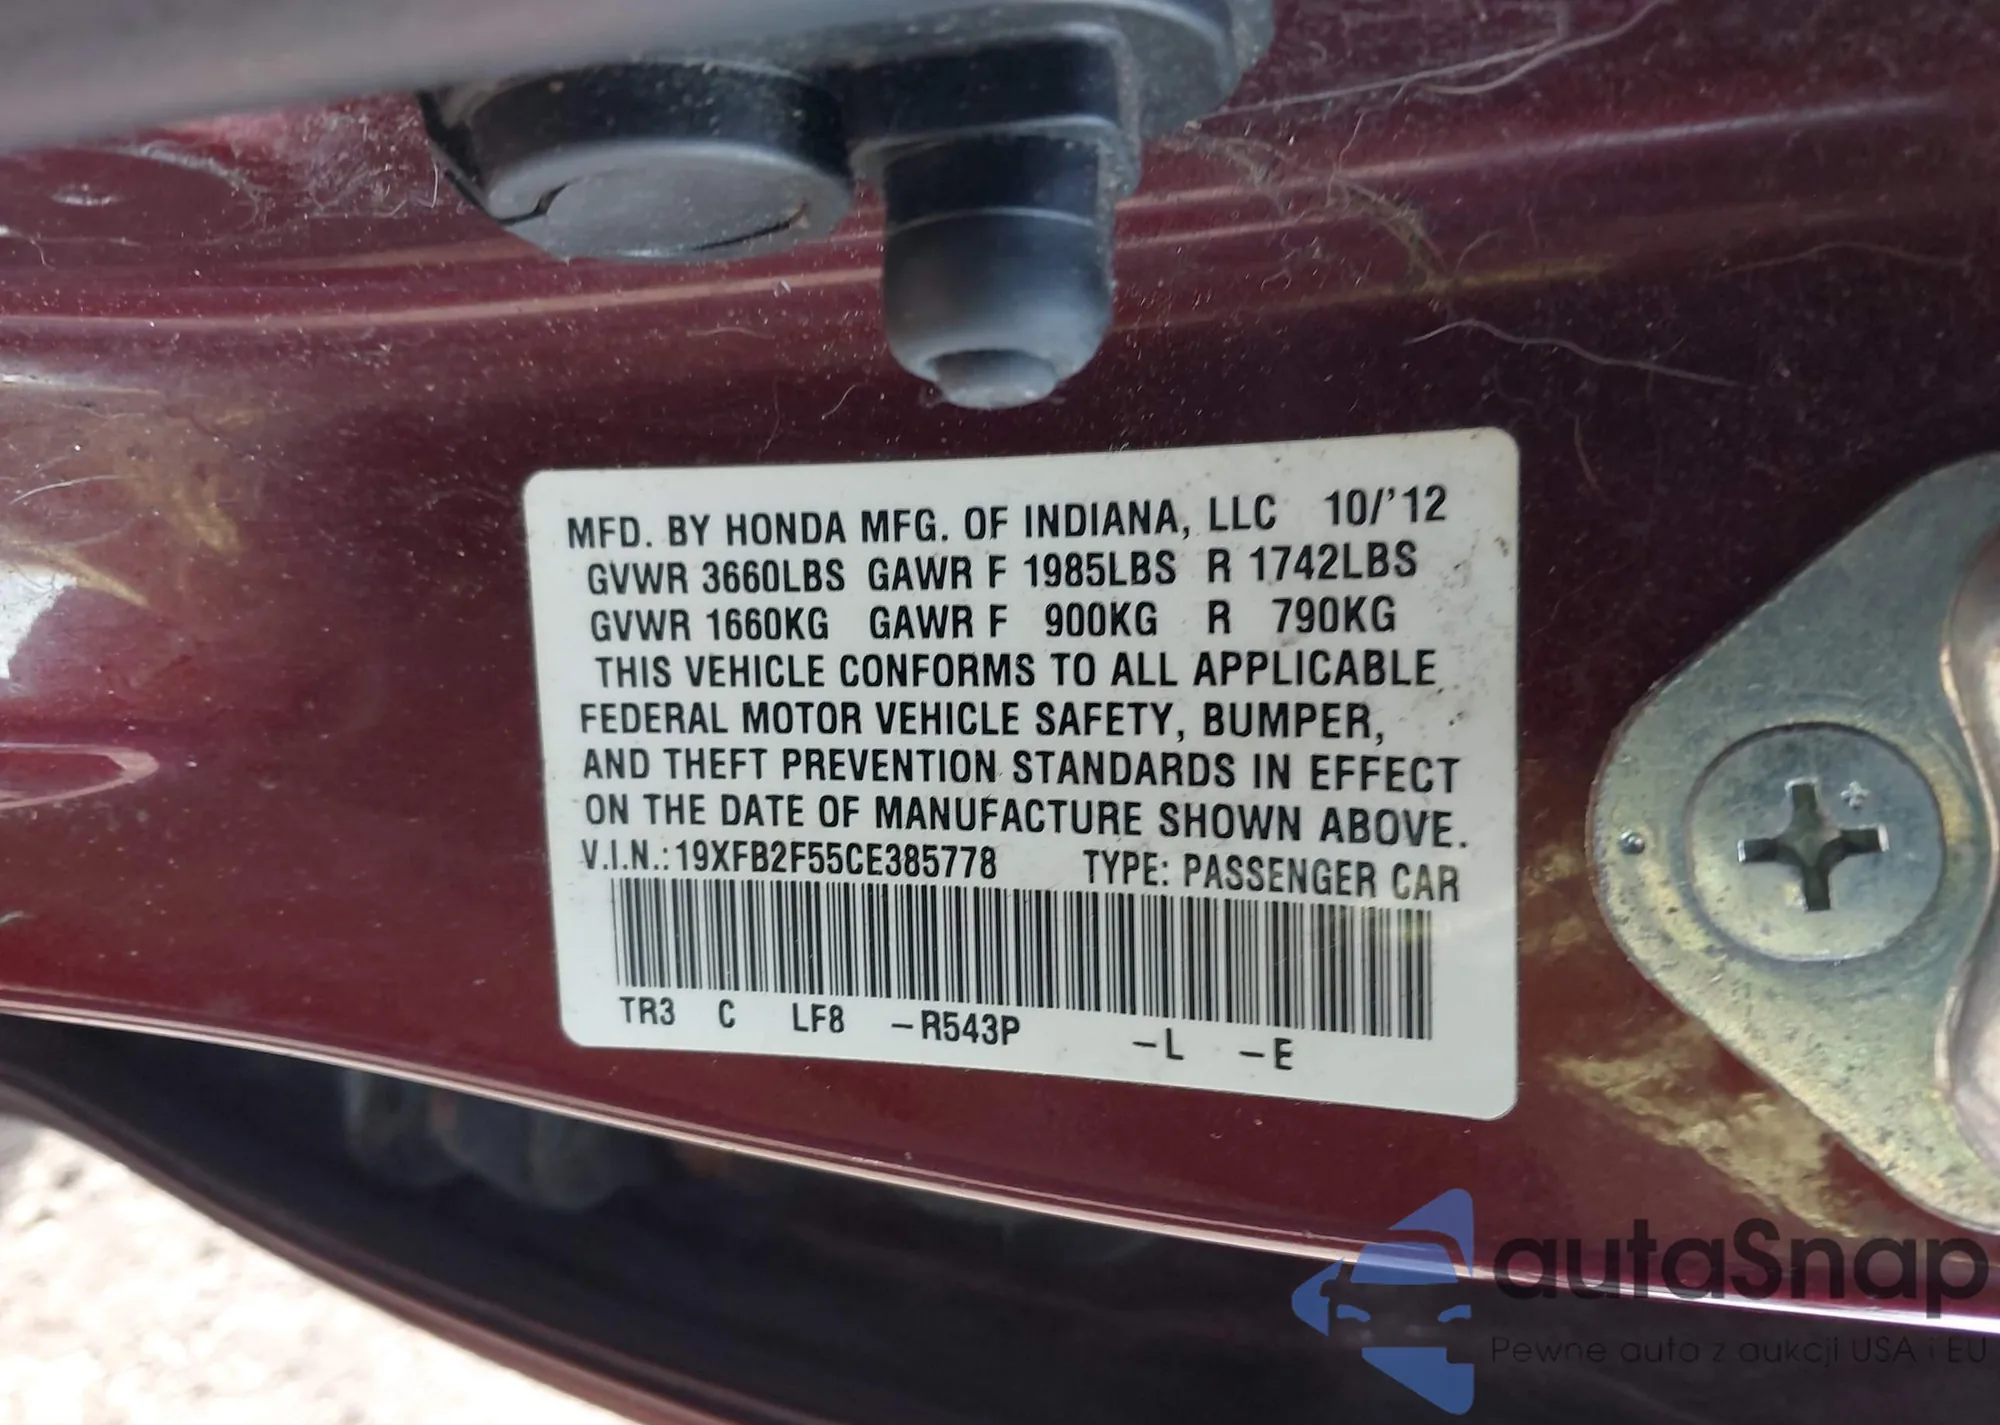 MFD. BY HONDA MFG. OF INDIANA, LLC 10/'12
GVWR 3660LBS GAWR F 1985LBS R 1742LBS
GVWR 1660KG GAWR F 900KG R 790KG
THIS VEHICLE CONFORMS TO ALL APPLICABLE
FEDERAL MOTOR VEHICLE SAFETY, BUMPER,
AND THEFT PREVENTION STANDARDS IN EFFECT
ON THE DATE OF MANUFACTURE SHOWN ABOVE.
V.I.N.:19XFB2F55CE385778 TYPE: PASSENGER CAR
TR3 C LF8 –R543P –L –E
autaSnap
Pewne auto z aukcji USA i EU